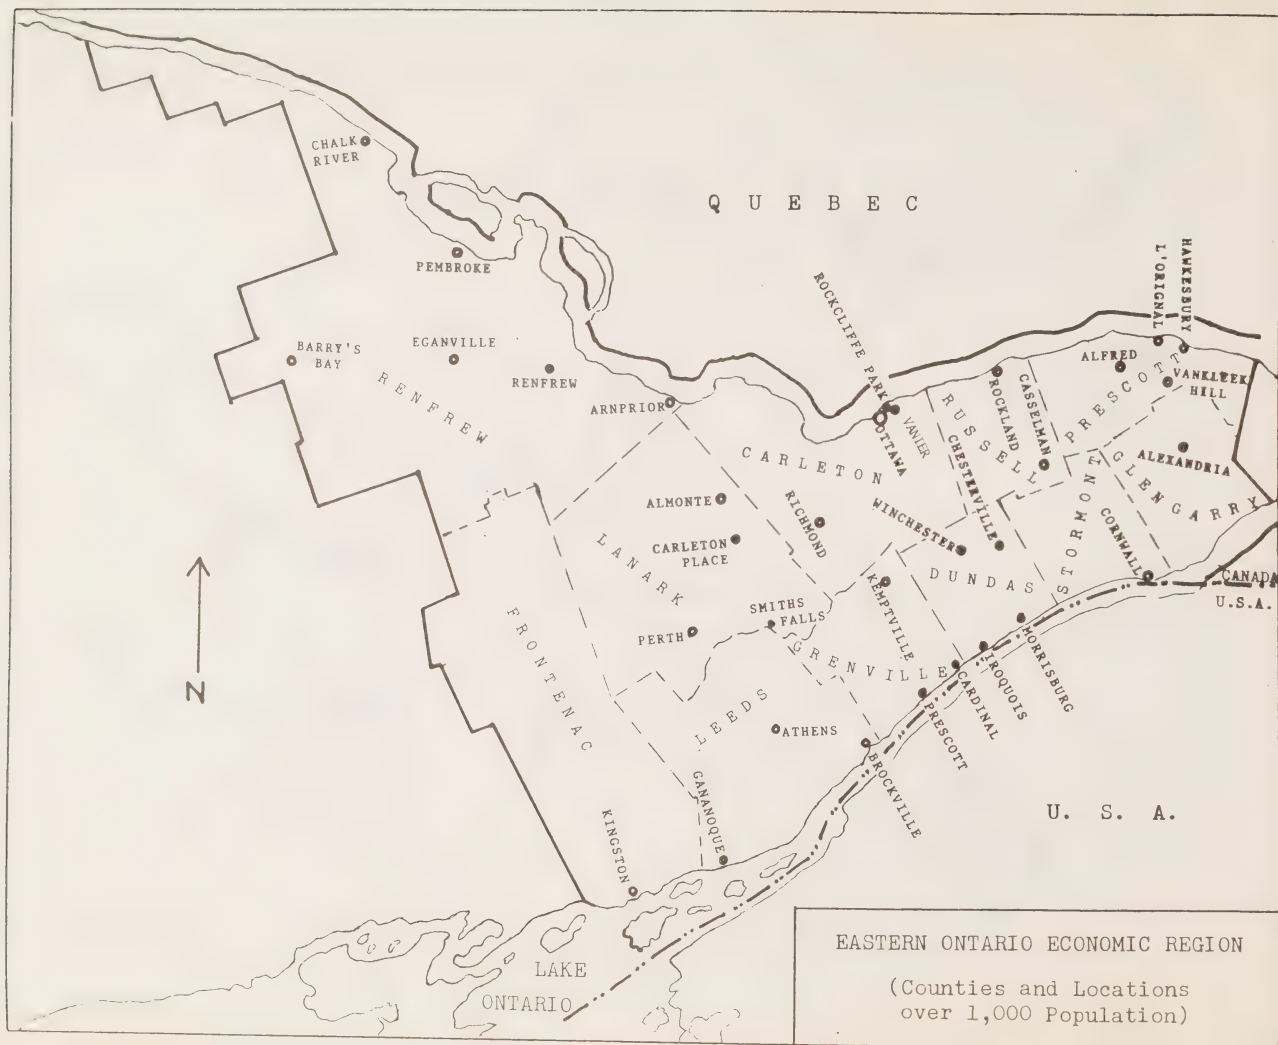 QUEBEC
CHALK
RIVER
PEMBROKE
BARRY'S
BAY
EGANVILLE
RENFREW
RENFREW
ARNPRIOR
ROCKCLIFFE PARK
OTTAWA
VANIER
L'ORIGNAL
HAWKESBURY
ALFRED
VANKLEEK
HILL
PRESCOTT
ROCKLAND
CASSELMAN
RUSSELL
CARLETON
CHESTERVILLE
WINCHESTER
ALEXANDRIA
GLENGARRY
STORMONT
CORNWALL
CANADA
U.S.A.
ALMONTE
CARLETON
PLACE
RICHMOND
LANARK
DUNDAS
KEMPTVILLE
SMITHS
FALLS
PERTH
GRENVILLE
MORRISBURG
IROQUOIS
CARDINAL
PRESCOTT
FRONTENAC
LEEDS
ATHENS
BROCKVILLE
GANANOQUE
KINGSTON
N
U. S. A.
LAKE
ONTARIO
EASTERN ONTARIO ECONOMIC REGION
(Counties and Locations
over 1,000 Population)